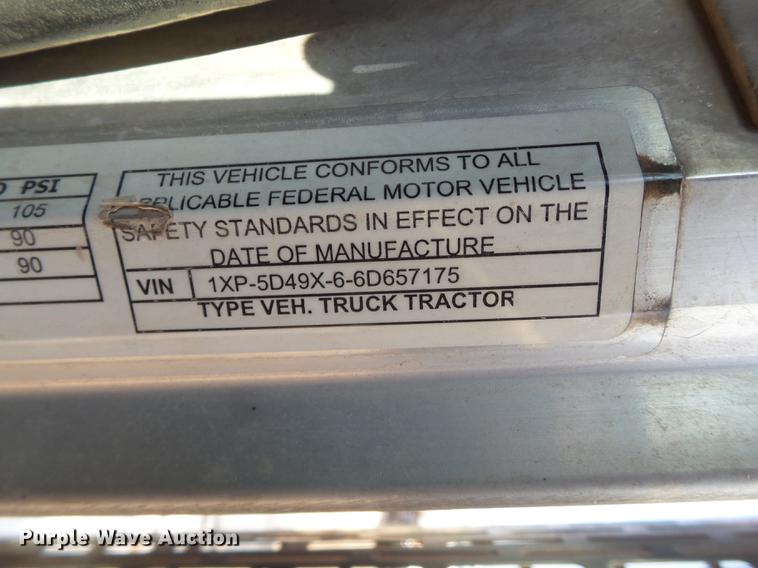 PSI
105
90
90
THIS VEHICLE CONFORMS TO ALL
APPLICABLE FEDERAL MOTOR VEHICLE
SAFETY STANDARDS IN EFFECT ON THE
DATE OF MANUFACTURE
VIN 1XP-5D49X-6-6D657175
TYPE VEH. TRUCK TRACTOR
Purple Wave Auction